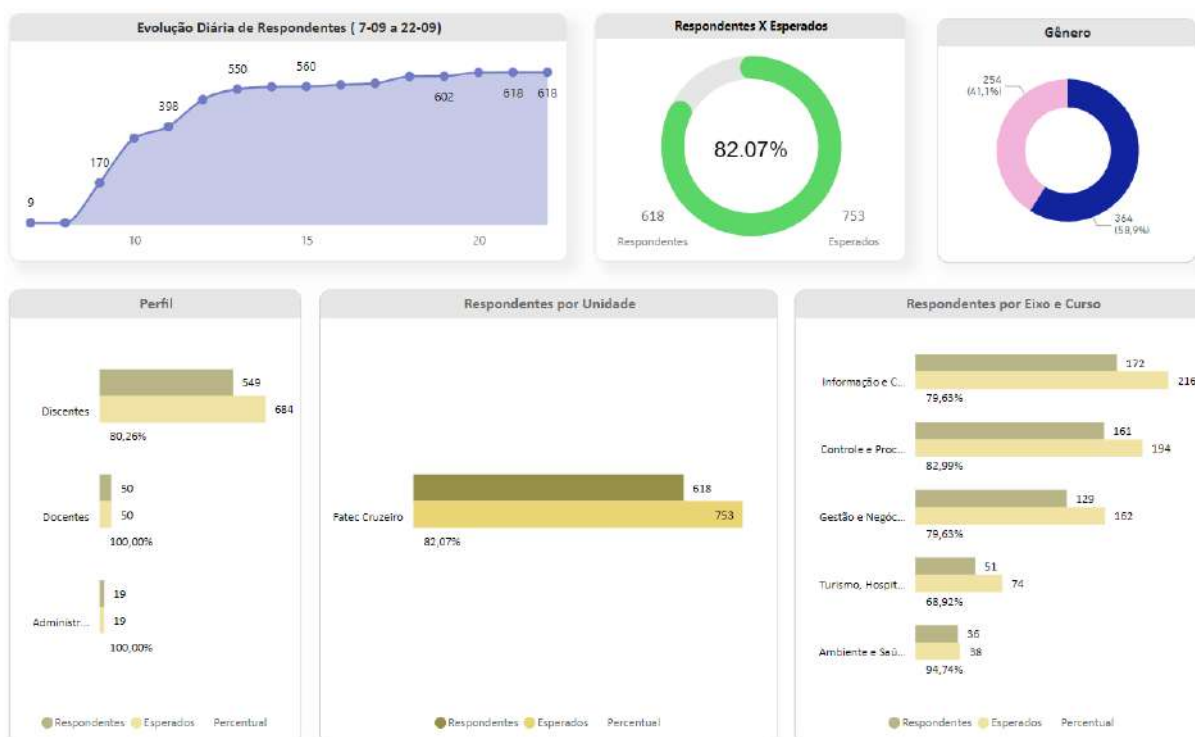 Evolução Diária de Respondentes ( 7-09 a 22-09)
9
170
398
550
560
602
618
618
10
15
20
Respondentes X Esperados
82.07%
618
Respondentes
753
Esperados
Gênero
254
(41,1%)
364
(58,9%)
Perfil
Discentes
549
684
80,26%
Docentes
50
50
100,00%
Administr...
19
19
100,00%
Respondentes Esperados Percentual
Respondentes por Unidade
Fatec Cruzeiro
618
753
82,07%
Respondentes Esperados Percentual
Respondentes por Eixo e Curso
Informação e C...
172
216
79,63%
Controle e Proc...
161
194
82,99%
Gestão e Negóc...
129
162
79,63%
Turismo, Hospit...
51
74
68,92%
Ambiente e Saú...
36
38
94,74%
Respondentes Esperados Percentual